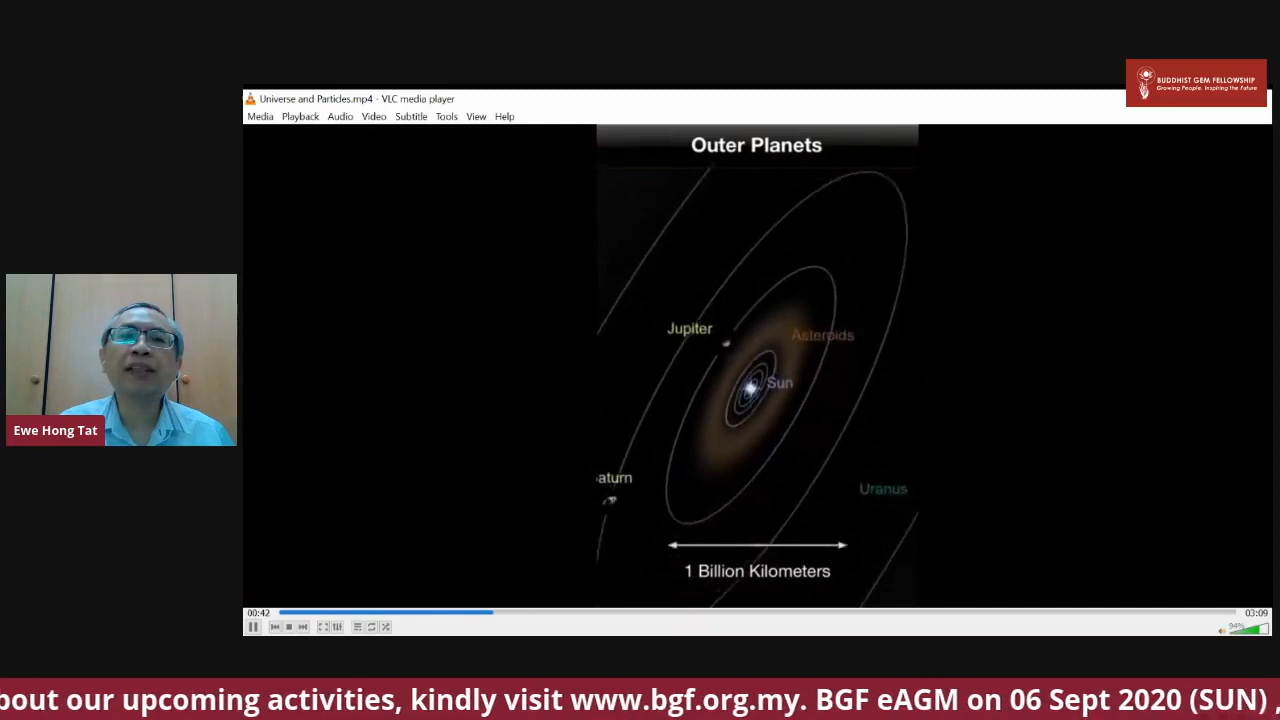 BUDDHIST GEM FELLOWSHIP
Growing People. Inspiring the Future
Universe and Particles.mp4 - VLC media player
Media Playback Audio Video Subtitle Tools View Help
Outer Planets
Jupiter
Asteroids
Sun
aturn
Uranus
1 Billion Kilometers
Ewe Hong Tat
00:42
03:09
94%
bout our upcoming activities, kindly visit www.bgf.org.my. BGF eAGM on 06 Sept 2020 (SUN) ,